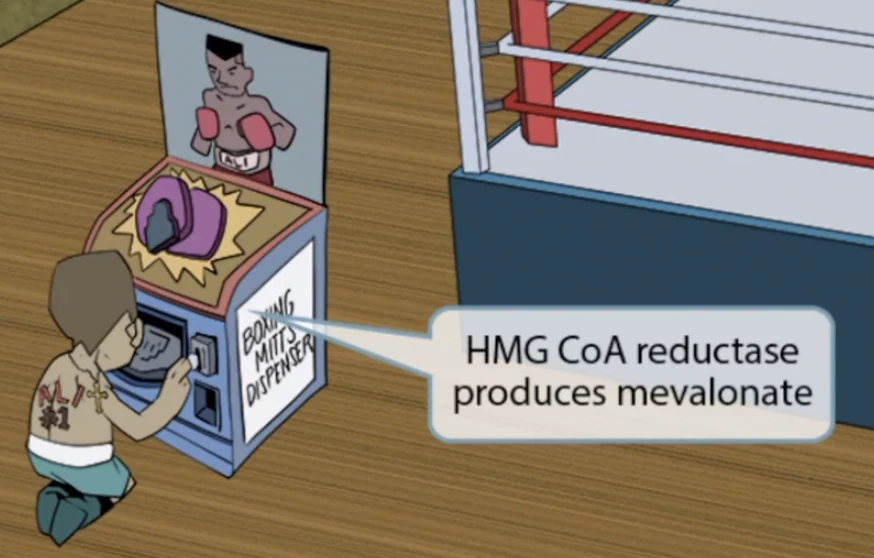 ALI
BOXING
MITTS
DISPENSER
HMG CoA reductase
produces mevalonate
ALI
#1